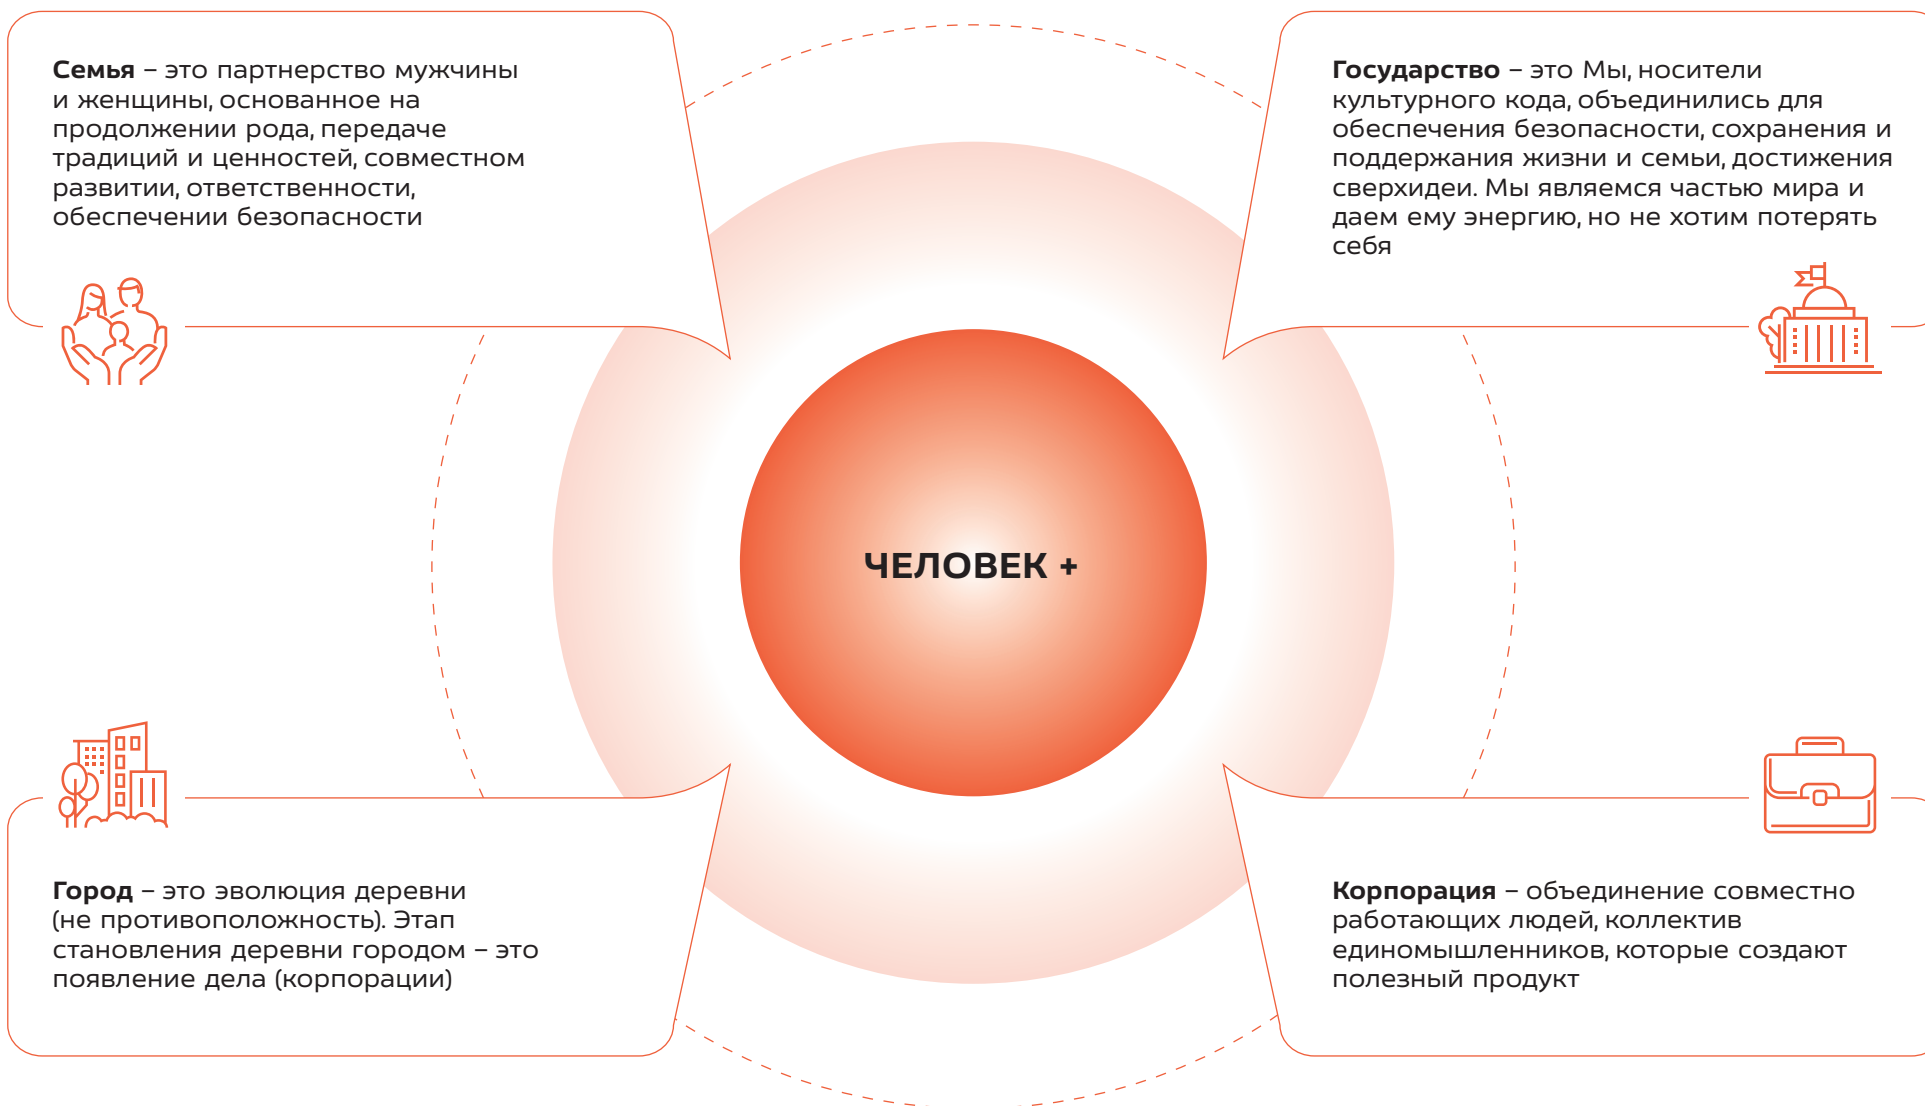 Семья – это партнерство мужчины
и женщины, основанное на
продолжении рода, передаче
традиций и ценностей, совместном
развитии, ответственности,
обеспечении безопасности
Государство – это Мы, носители
культурного кода, объединились для
обеспечения безопасности, сохранения и
поддержания жизни и семьи, достижения
сверхидеи. Мы являемся частью мира и
даем ему энергию, но не хотим потерять
себя
ЧЕЛОВЕК +
Город – это эволюция деревни
(не противоположность). Этап
становления деревни городом – это
появление дела (корпорации)
Корпорация – объединение совместно
работающих людей, коллектив
единомышленников, которые создают
полезный продукт